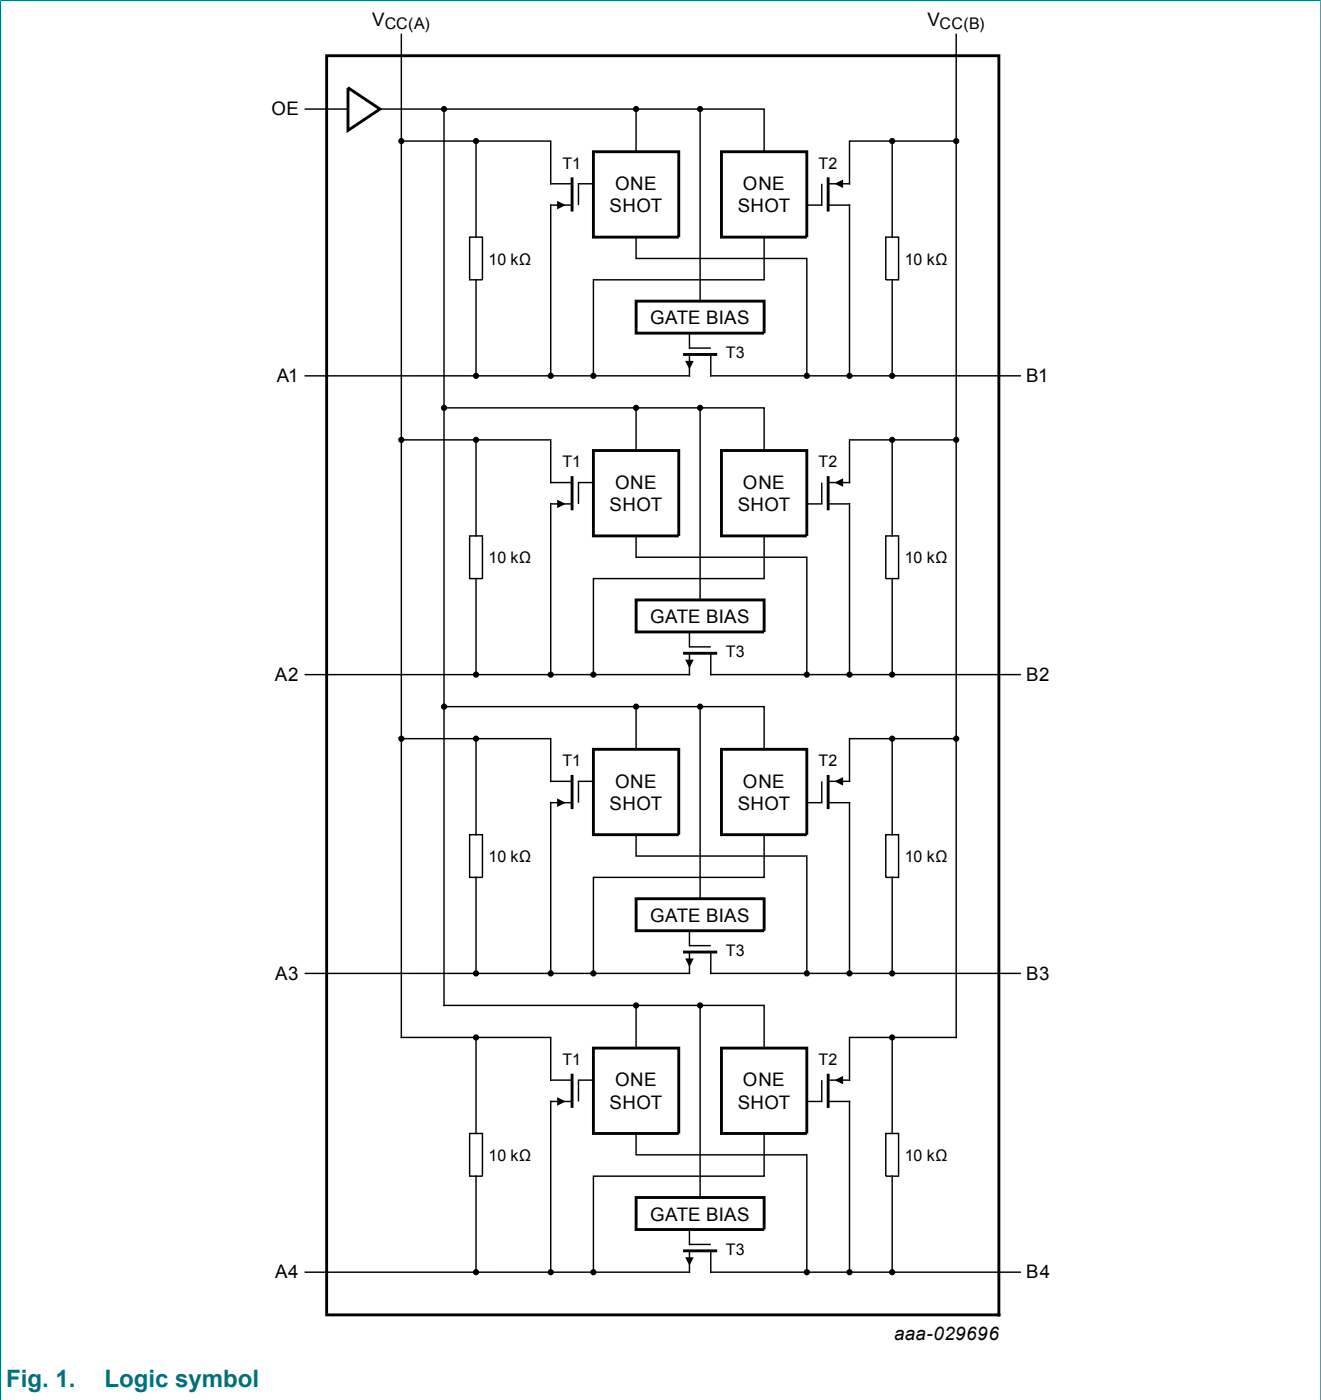 VCC(A) VCC(B)
OE
T1 ONE SHOT ONE SHOT T2
10 kΩ 10 kΩ
GATE BIAS
T3
A1 B1
T1 ONE SHOT ONE SHOT T2
10 kΩ 10 kΩ
GATE BIAS
T3
A2 B2
T1 ONE SHOT ONE SHOT T2
10 kΩ 10 kΩ
GATE BIAS
T3
A3 B3
T1 ONE SHOT ONE SHOT T2
10 kΩ 10 kΩ
GATE BIAS
T3
A4 B4
aaa-029696
Fig. 1. Logic symbol